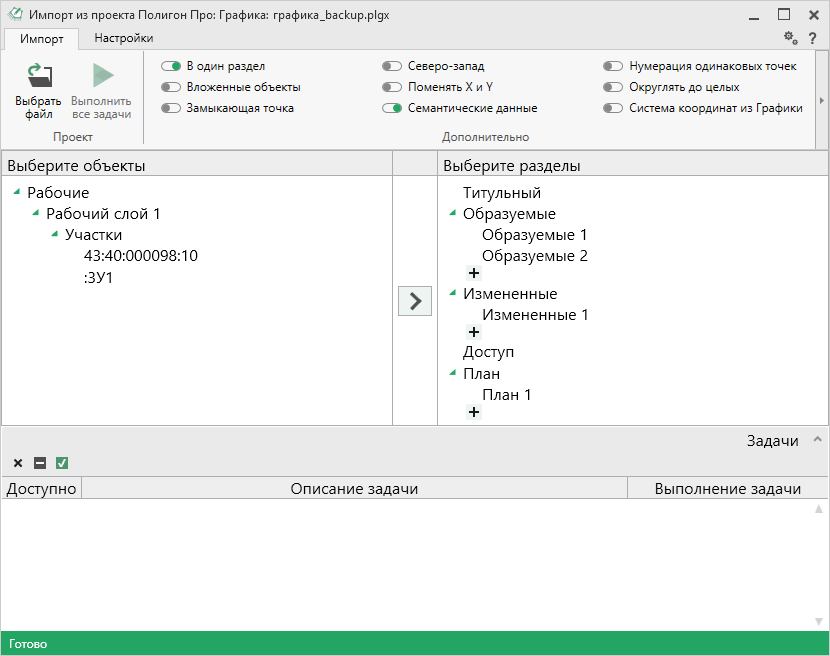 Импорт из проекта Полигон Про: Графика: графика_backup.plgx
Импорт
Настройки
?
Выбрать файл
Выполнить все задачи
Проект
В один раздел
Вложенные объекты
Замыкающая точка
Северо-запад
Поменять X и Y
Семантические данные
Нумерация одинаковых точек
Округлять до целых
Система координат из Графики
Дополнительно
Выберите объекты
Рабочие
Рабочий слой 1
Участки
43:40:000098:10
:ЗУ1
Выберите разделы
Титульный
Образуемые
Образуемые 1
Образуемые 2
+
Измененные
Измененные 1
+
Доступ
План
План 1
+
Задачи
Доступно
Описание задачи
Выполнение задачи
Готово